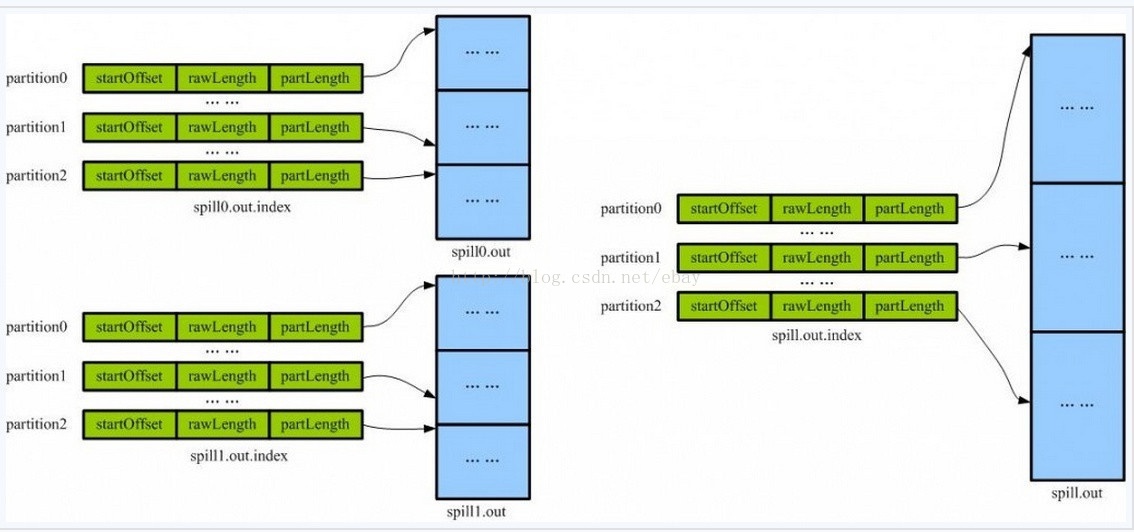 partition0 startOffset rawLength partLength
... ...
partition1 startOffset rawLength partLength
... ...
partition2 startOffset rawLength partLength
spill0.out.index
... ...
... ...
... ...
spill0.out
partition0 startOffset rawLength partLength
... ...
partition1 startOffset rawLength partLength
... ...
partition2 startOffset rawLength partLength
spill1.out.index
... ...
... ...
... ...
spill1.out
http://blog.csdn.net/ebay
partition0 startOffset rawLength partLength
... ...
partition1 startOffset rawLength partLength
... ...
partition2 startOffset rawLength partLength
spill.out.index
... ...
... ...
... ...
spill.out